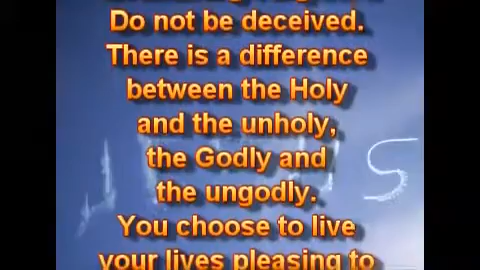 Do not be deceived.
There is a difference
between the Holy
and the unholy,
the Godly and
the ungodly.
You choose to live
your lives pleasing to